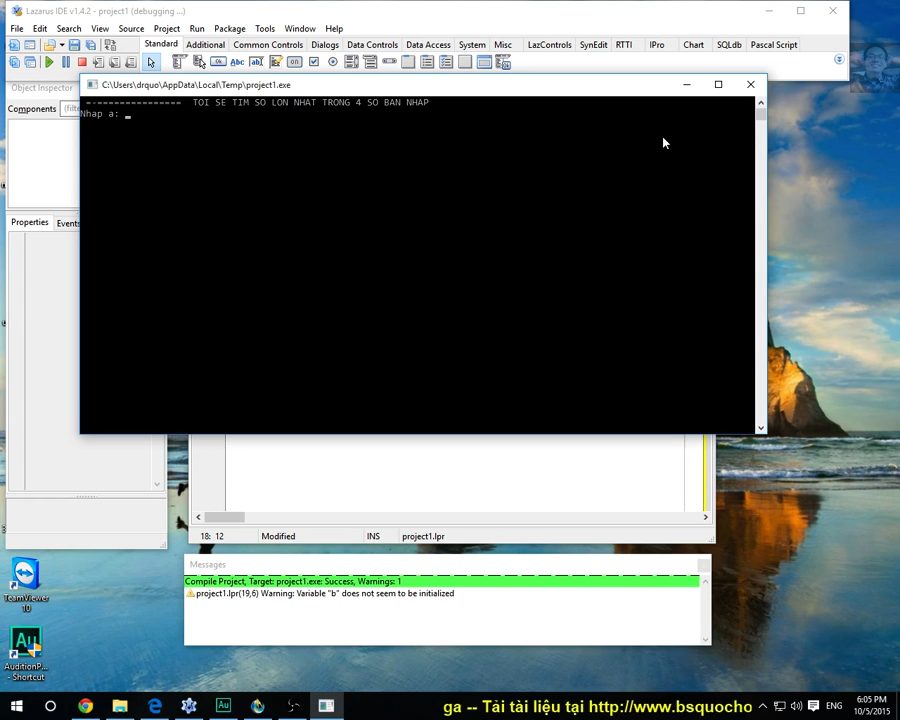 Lazarus IDE v1.4.2 - project1 (debugging ...)
File Edit Search View Source Project Run Package Tools Window Help
Standard Additional Common Controls Dialogs Data Controls Data Access System Misc LazControls SynEdit RTTI IPro Chart SQLdb Pascal Script
Object Inspector
C:\Users\drquo\AppData\Local\Temp\project1.exe
Components (filte
-·--------------- TOI SE TIM SO LON NHAT TRONG 4 SO BAN NHAP
Nhap a: _
Properties Events
18: 12 Modified INS project1.lpr
Messages
Compile Project, Target: project1.exe: Success, Warnings: 1
project1.lpr(19,6) Warning: Variable "b" does not seem to be initialized
TeamViewer
10
Au
AuditionP...
- Shortcut
Au
ga -- Tải tài liệu tại http://www.bsquocho
ENG
6:05 PM
10/5/2015